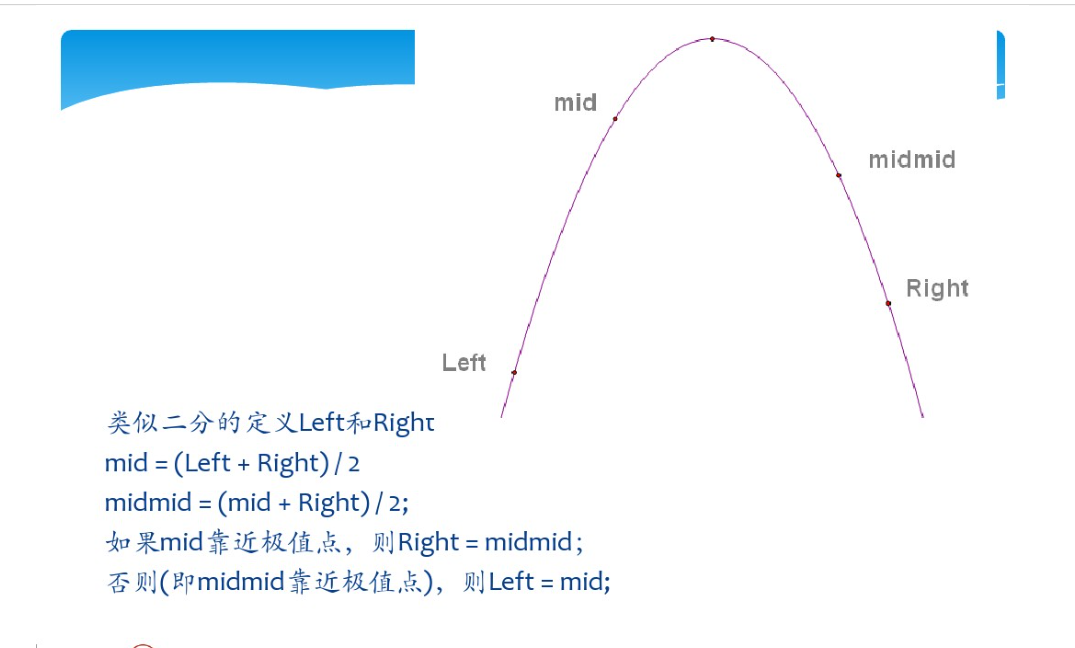 mid
midmid
Right
Left
类似二分的定义Left和Right
mid = (Left + Right) / 2
midmid = (mid + Right) / 2;
如果mid靠近极值点，则Right = midmid；
否则(即midmid靠近极值点)，则Left = mid;